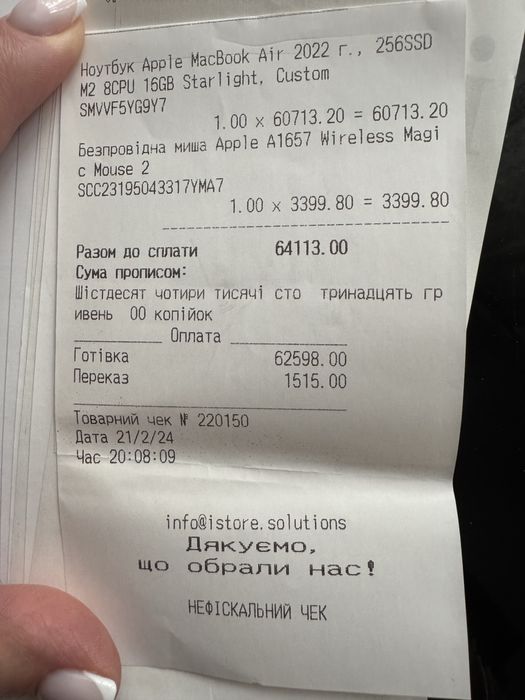 Ноутбук Apple MacBook Air 2022 г., 256SSD
M2 8CPU 16GB Starlight, Custom
SMVVF5YG9Y7
1.00 x 60713.20 = 60713.20
Безпровідна миша Apple A1657 Wireless Magi
c Mouse 2
SCC23195043317YMA7
1.00 x 3399.80 = 3399.80
Разом до сплати 64113.00
Сума прописом:
Шістдесят чотири тисячі сто тринадцять гр
ивень 00 копійок
Оплата
Готівка 62598.00
Переказ 1515.00
Товарний чек № 220150
Дата 21/2/24
Час 20:08:09
info@istore.solutions
Дякуємо,
що обрали нас!
НЕФІСКАЛЬНИЙ ЧЕК